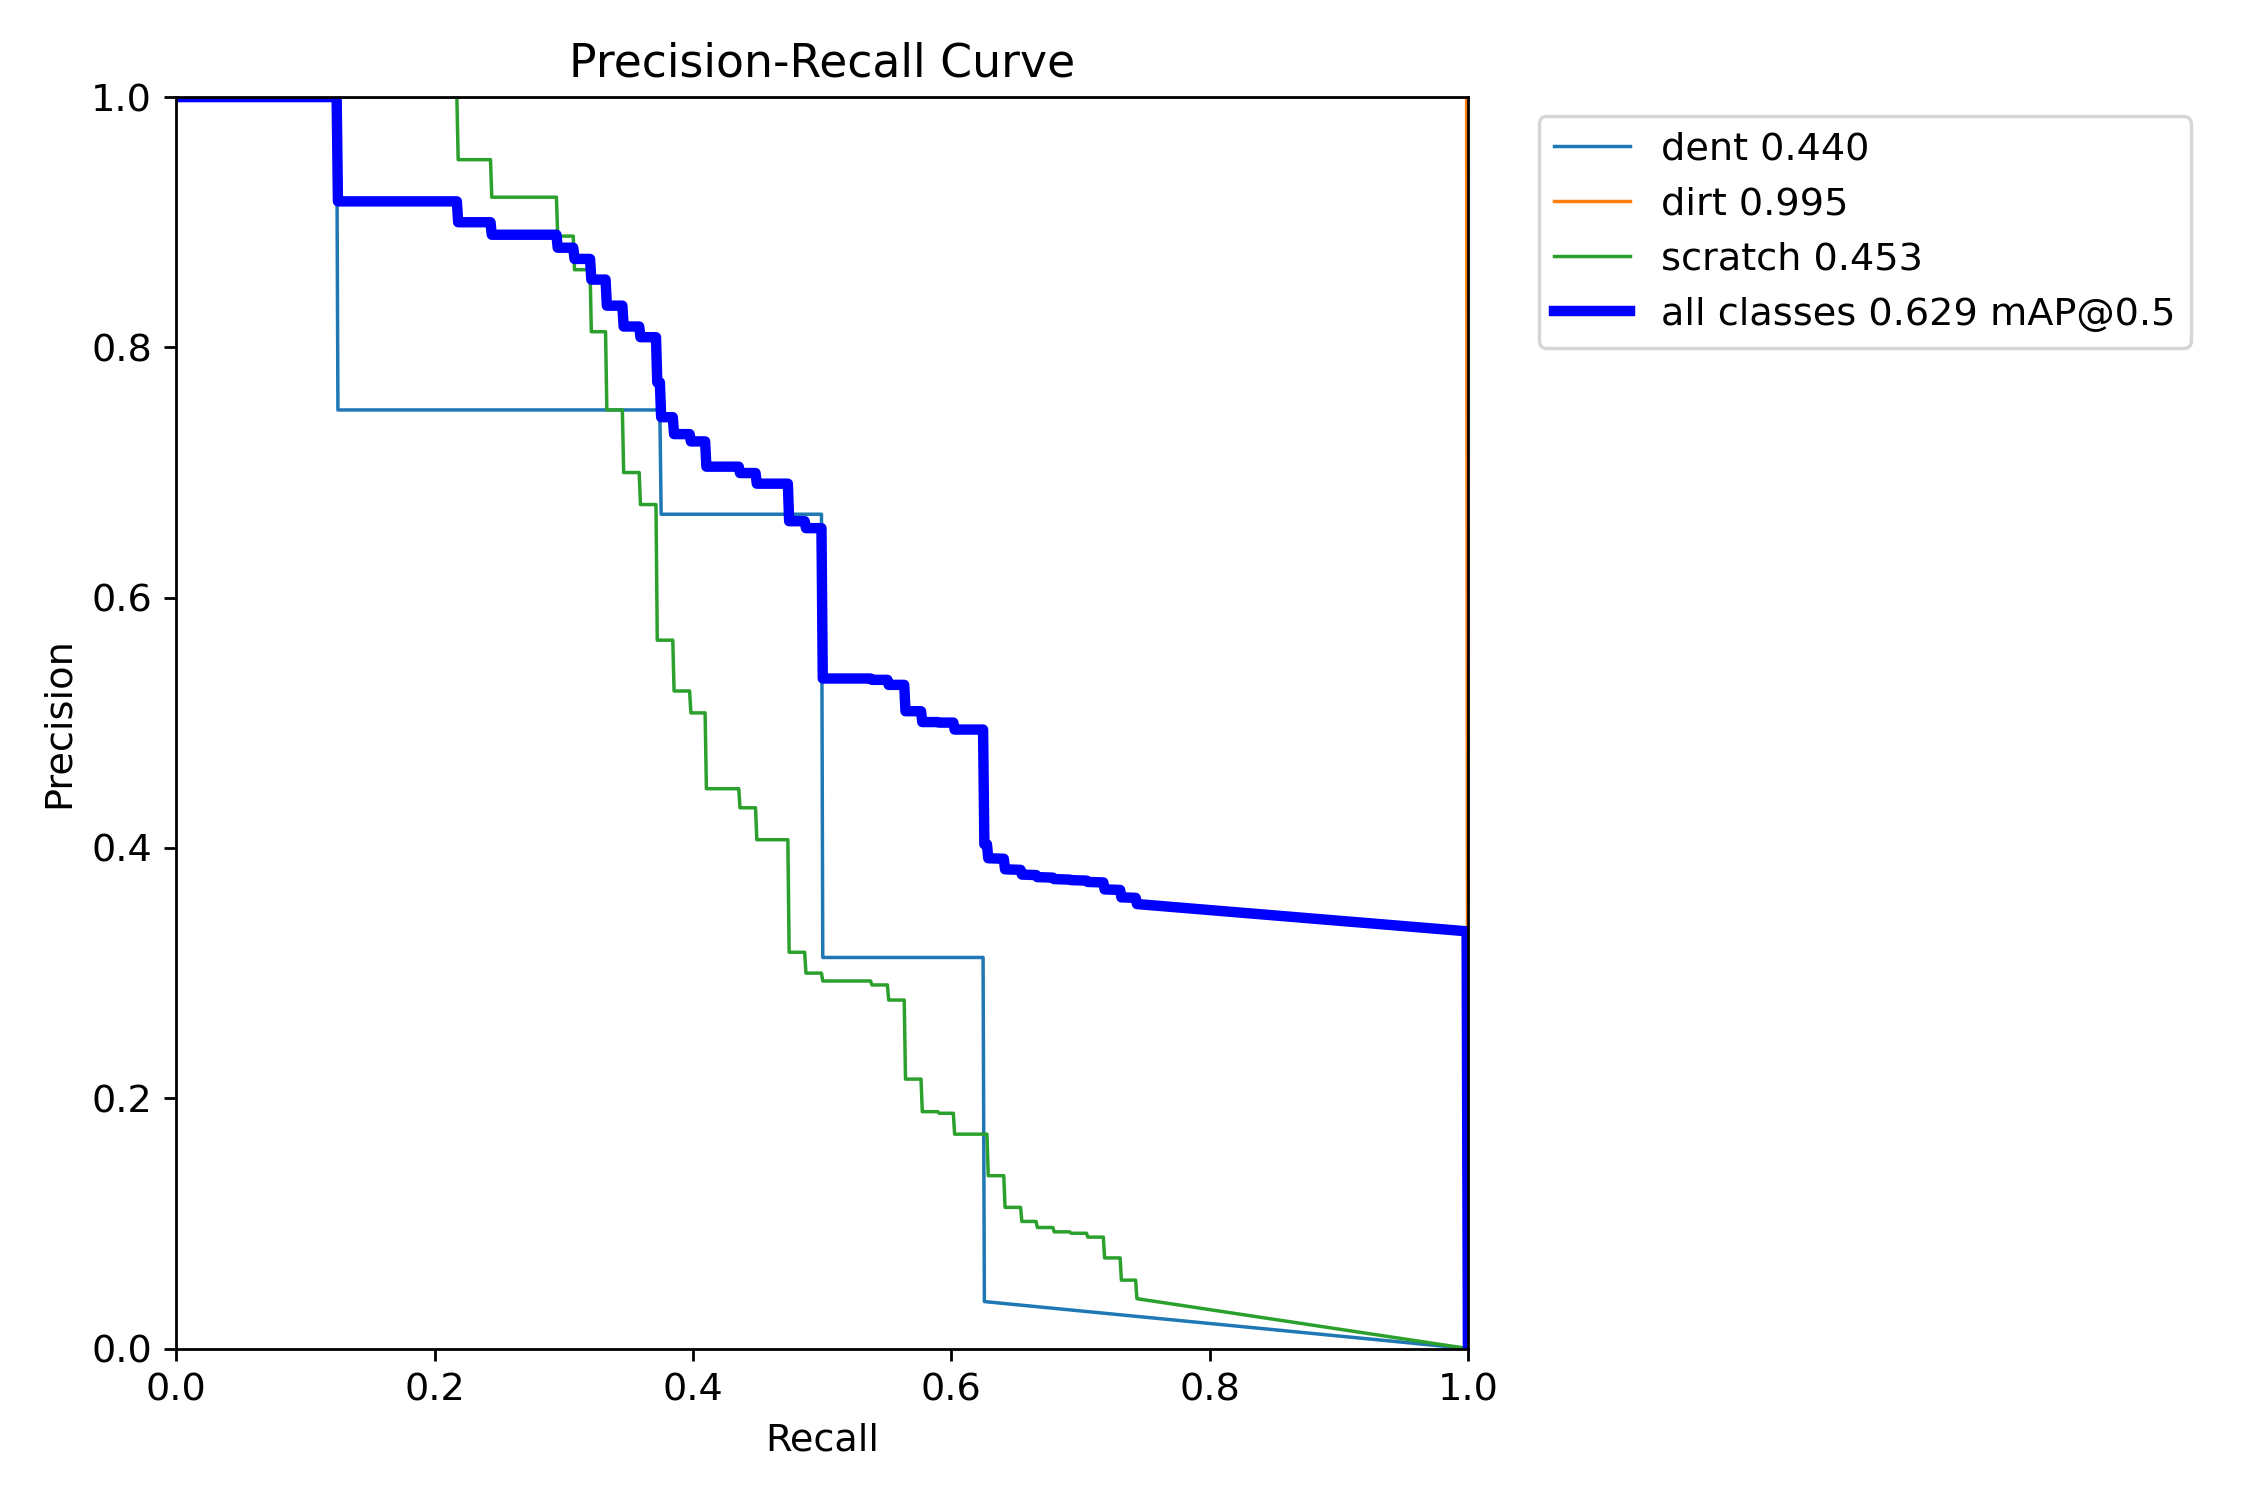 Precision-Recall Curve
1.0
0.8
0.6
0.4
0.2
0.0
Precision
0.0 0.2 0.4 0.6 0.8 1.0
Recall
dent 0.440
dirt 0.995
scratch 0.453
all classes 0.629 mAP@0.5